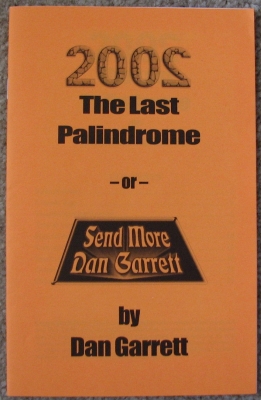 2002
The Last
Palindrome
– or –
Send More
Dan Garrett
by
Dan Garrett